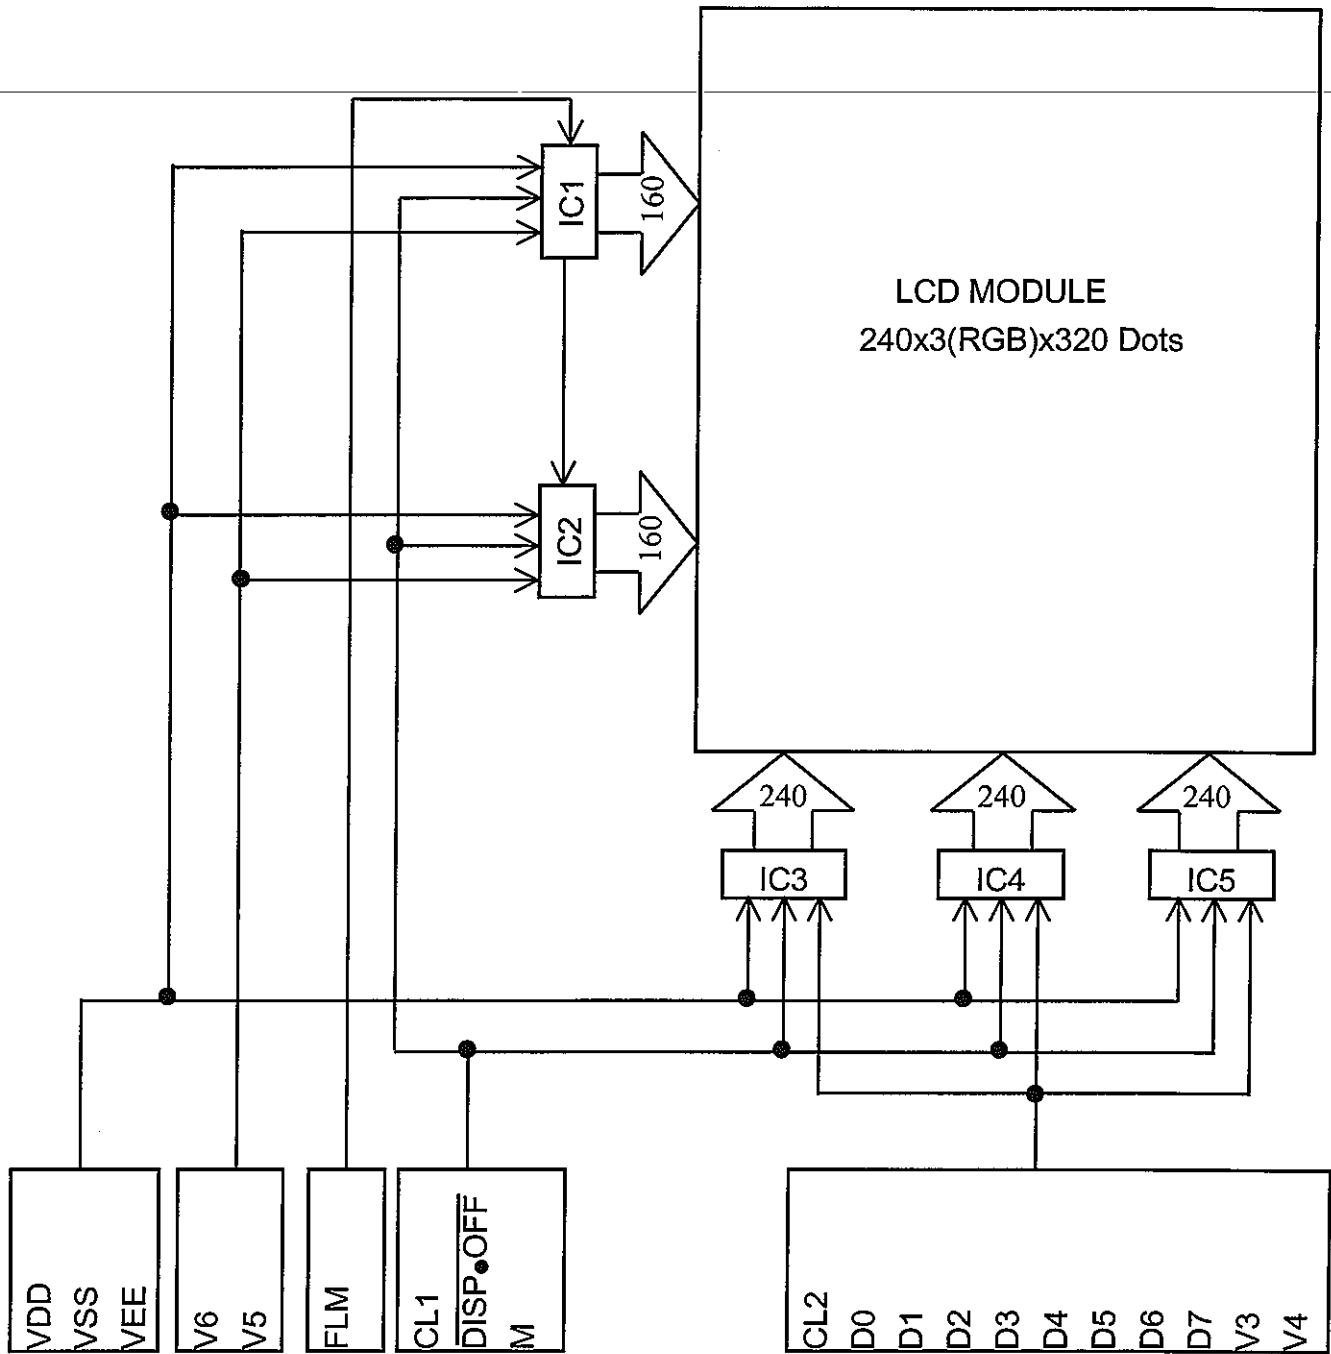 IC1
160
LCD MODULE
240x3(RGB)x320 Dots
IC2
160
240
240
240
IC3
IC4
IC5
VDD
VSS
VEE
V6
V5
FLM
CL1
DISP•OFF
M
CL2
D0
D1
D2
D3
D4
D5
D6
D7
V3
V4